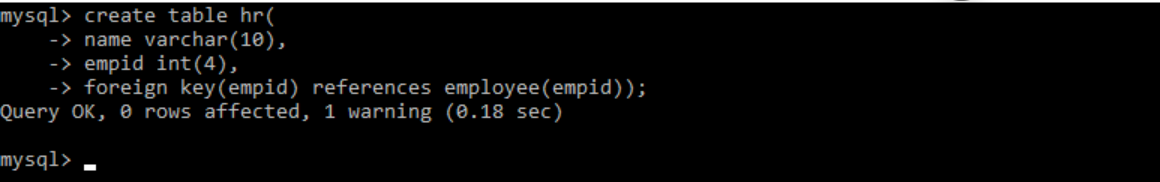 mysql> create table hr(
    -> name varchar(10),
    -> empid int(4),
    -> foreign key(empid) references employee(empid));
Query OK, 0 rows affected, 1 warning (0.18 sec)

mysql>